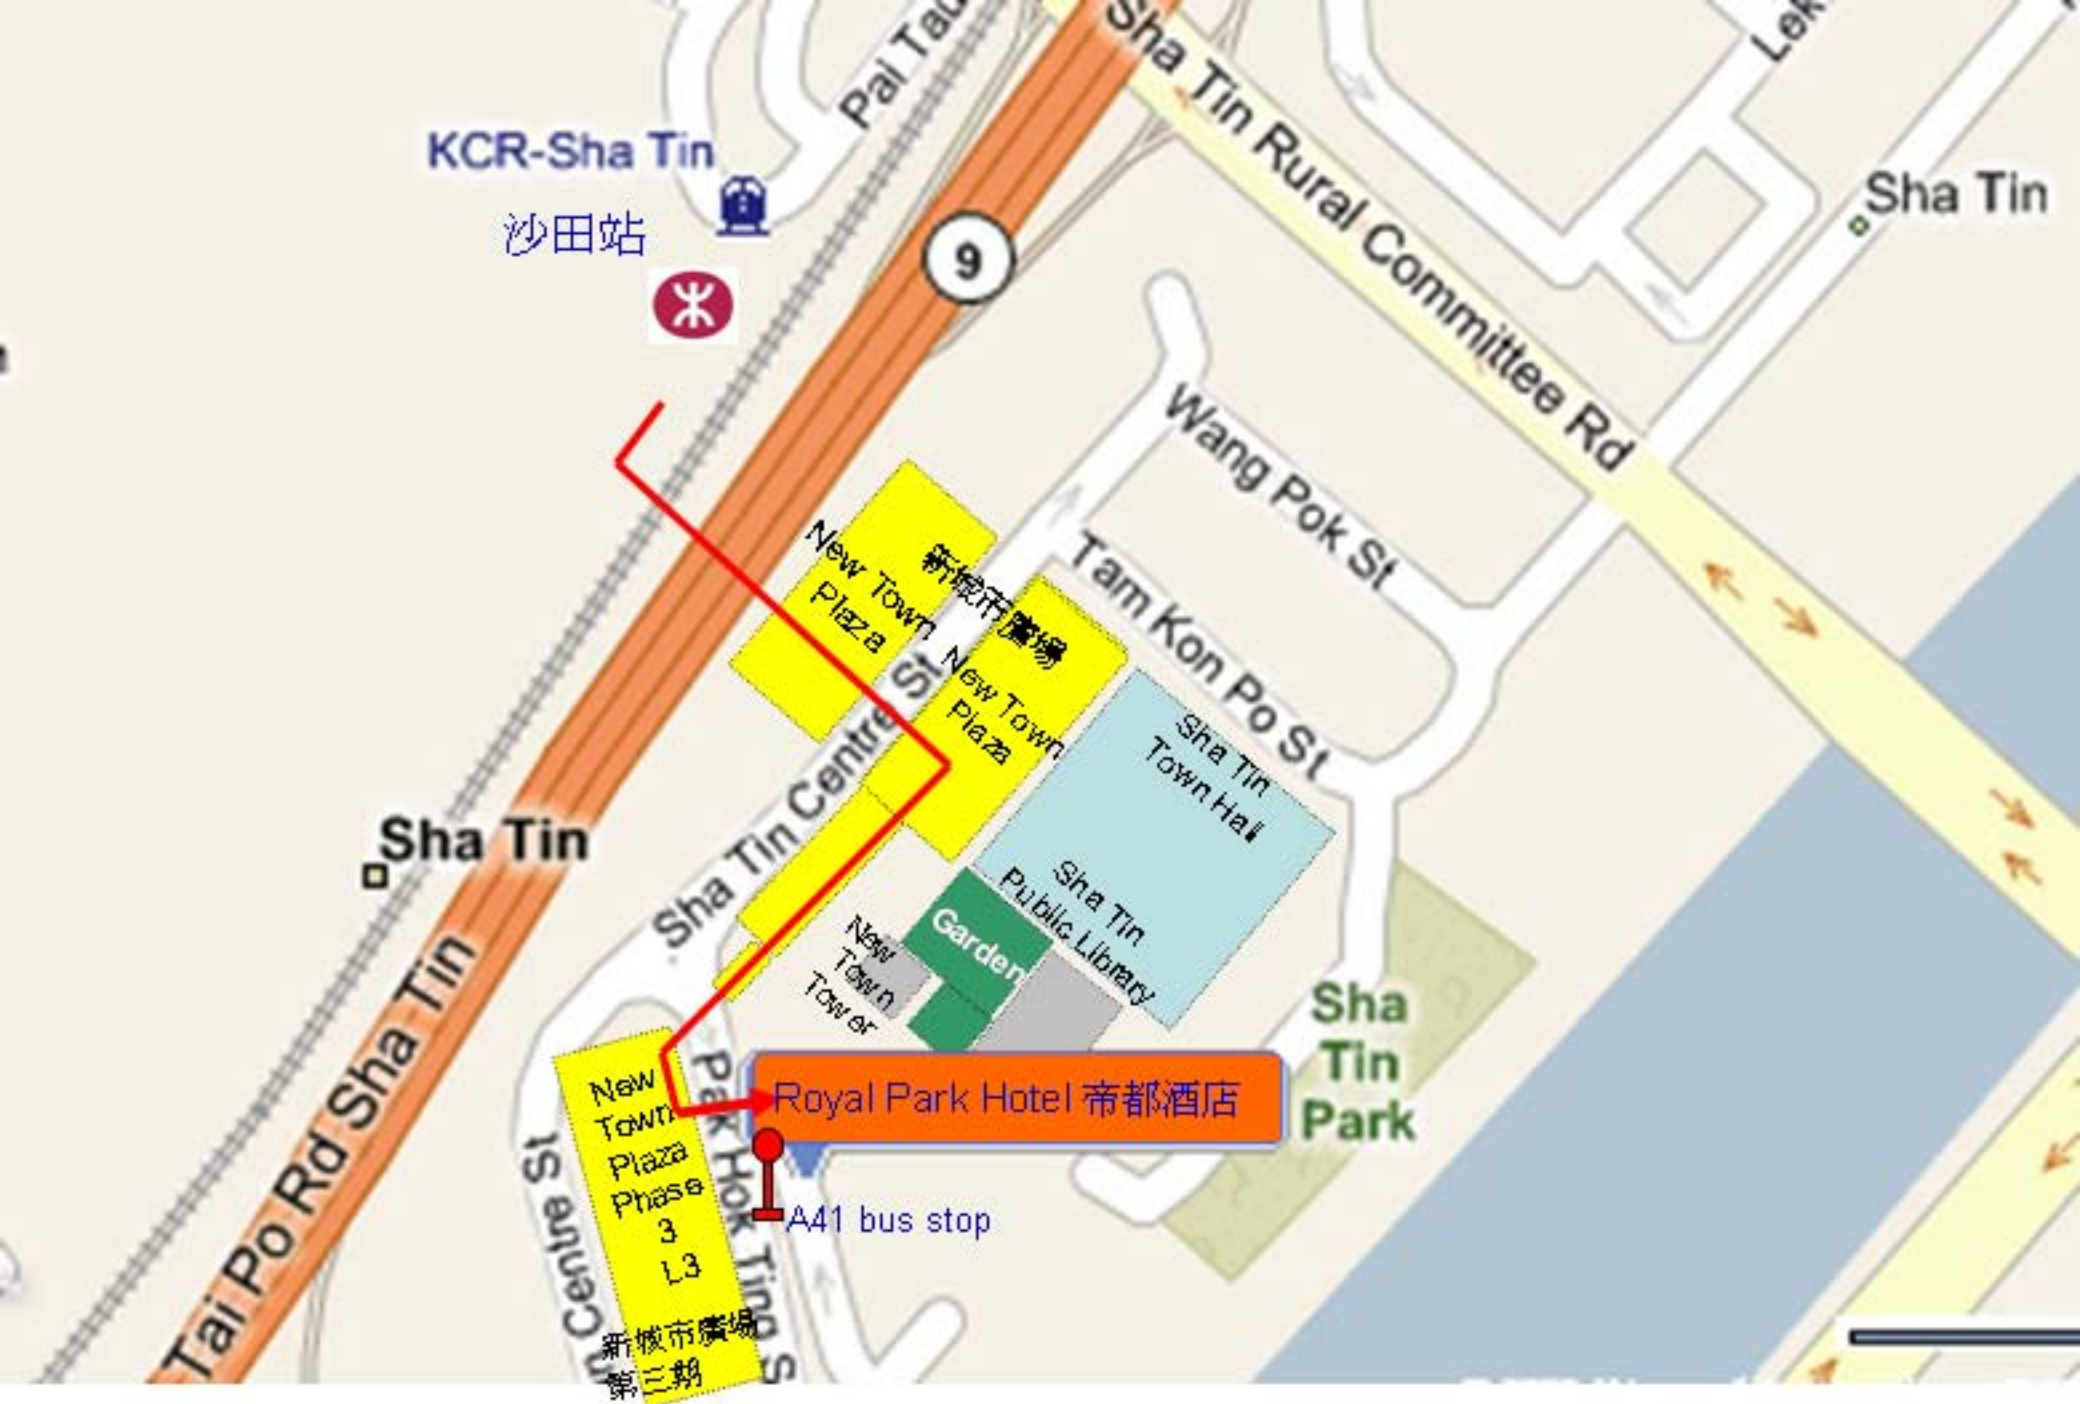 Sha Tin Rural Committee Rd
Pai Tau
Lek
KCR-Sha Tin
沙田站
Sha Tin
9
Wang Pok St
Tam Kon Po St
New Town
Plaza
新城市廣場
New Town
Plaza
Sha Tin Centre St
Sha Tin
Town Hall
Sha Tin
Public Library
Sha Tin
Garden
New
Town
Tower
Tai Po Rd Sha Tin
Sha
Tin
Park
Royal Park Hotel 帝都酒店
Pak Hok Ting S
A41 bus stop
New
Town
Plaza
Phase
3
L3
新城市廣場
第三期
n Centre St